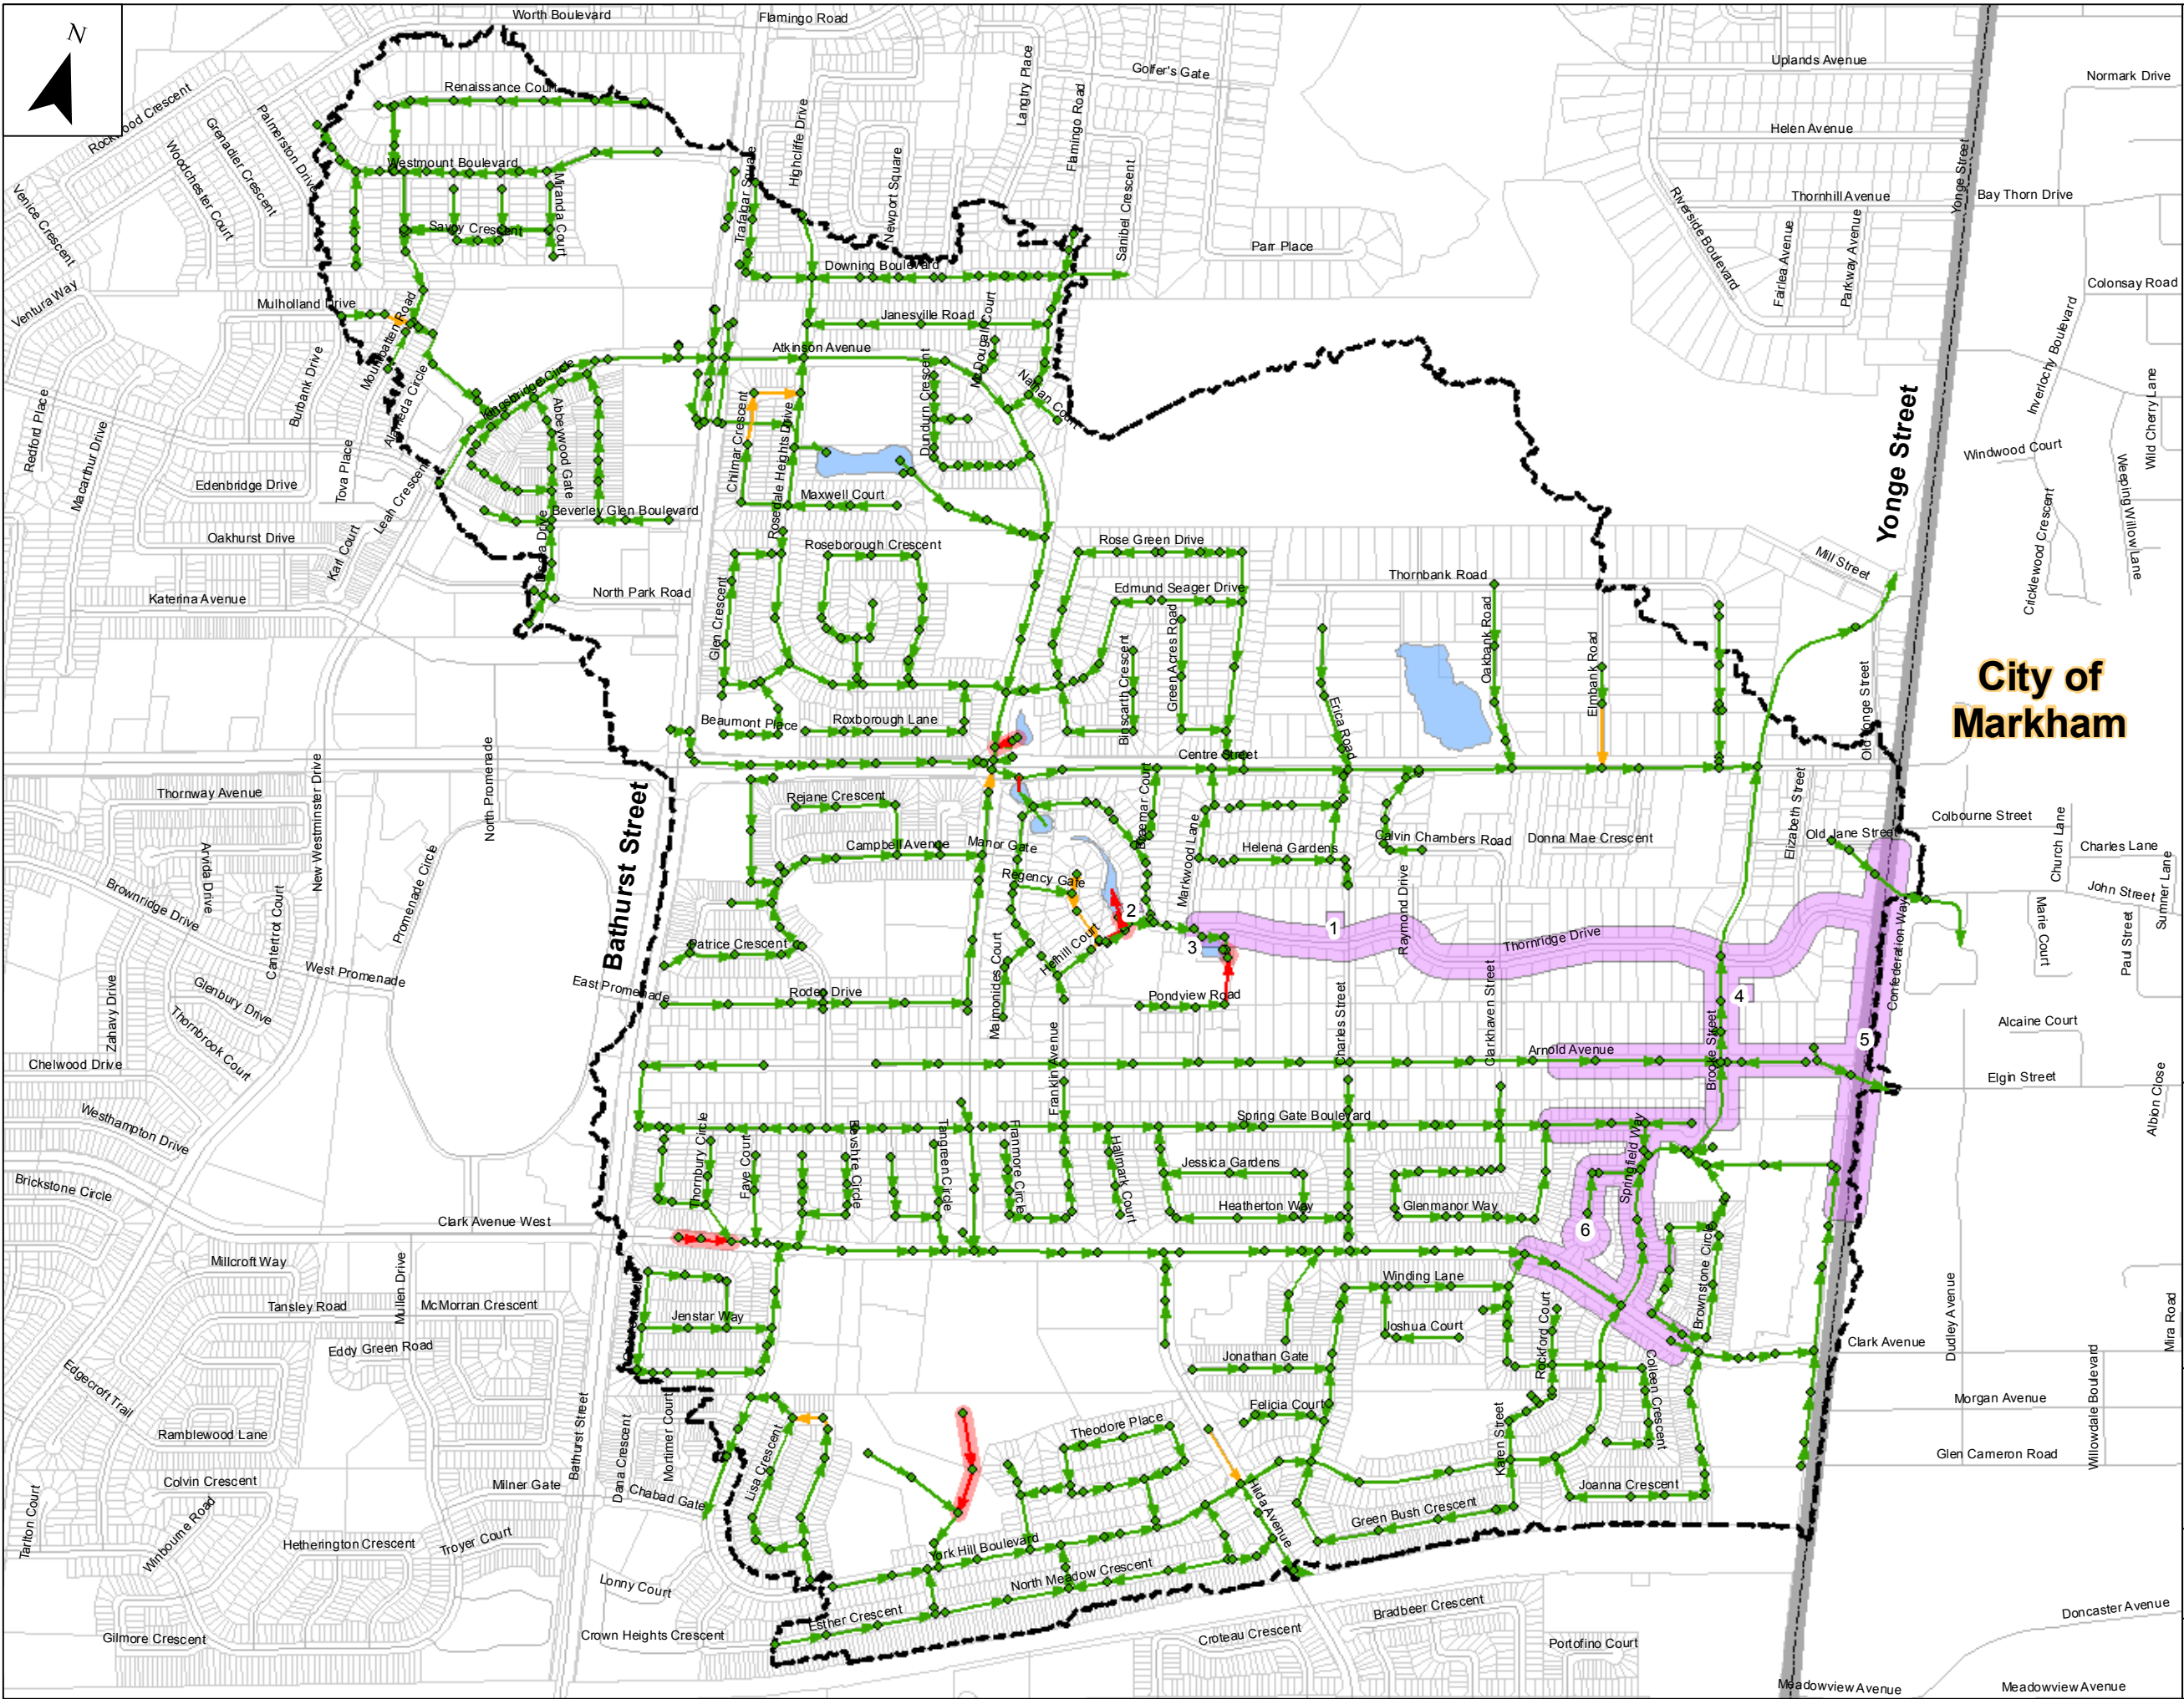 N
Worth Boulevard
Flamingo Road
Uplands Avenue
Normark Drive
Golfer's Gate
Langtry Place
Flamingo Road
Renaissance Court
Rockwood Crescent
Palmerston Drive
Grenadier Crescent
Woodchester Court
Highcliffe Drive
Helen Avenue
Newport Square
Westmount Boulevard
Miranda Court
Trafalgar Square
Venice Crescent
Sanibel Crescent
Thornhill Avenue
Yonge Street
Bay Thorn Drive
Riverside Boulevard
Fairlea Avenue
Parkway Avenue
Savoy Crescent
Parr Place
Downing Boulevard
Colonsay Road
Ventura Way
Mulholland Drive
Mountbatten Road
Janesville Road
McDougall Court
Inverlochy Boulevard
Atkinson Avenue
Kingsbridge Circle
Burbank Drive
Alameda Circle
Redford Place
Macarthur Drive
Abbeywood Gate
Chilmar Crescent
Rosedale Heights Drive
Dundurn Crescent
Nathan Court
Wild Cherry Lane
Yonge Street
Windwood Court
Weeping Willow Lane
Tova Place
Edenbridge Drive
Leah Crescent
Maxwell Court
Beverley Glen Boulevard
Cricklewood Crescent
Oakhurst Drive
Karl Court
Roseborough Crescent
Rose Green Drive
Mill Street
Thornbank Road
Edmund Seager Drive
North Park Road
Katerina Avenue
Glen Crescent
Green Acres Road
Binscarth Crescent
Oakbank Road
Elmbank Road
Erica Road
Old Yonge Street
City of
Markham
Beaumont Place
Roxborough Lane
Centre Street
North Promenade
New Westminster Drive
Bathurst Street
Thornway Avenue
Rejane Crescent
Braemar Court
Markwood Lane
Elizabeth Street
Colbourne Street
Church Lane
Old Jane Street
Calvin Chambers Road
Donna Mae Crescent
Charles Lane
Campbell Avenue
Manor Gate
Helena Gardens
Arvida Drive
Promenade Circle
Regency Gate
Raymond Drive
John Street
Sumner Lane
Brownridge Drive
Cantertrot Court
2
1
Confederation Way
Marie Court
Paul Street
Patrice Crescent
Helhill Court
3
Thornridge Drive
West Promenade
East Promenade
Rodeo Drive
Maimonides Court
Pondview Road
4
Glenbury Drive
Zahavy Drive
Thornbrook Court
Charles Street
Clarkhaven Street
Alcaine Court
5
Chelwood Drive
Franklin Avenue
Arnold Avenue
Brooke Street
Elgin Street
Albion Close
Westhampton Drive
Spring Gate Boulevard
Thornbury Circle
Faye Court
Bevshire Circle
Tangreen Circle
Franmore Circle
Hallmark Court
Jessica Gardens
Springfield Way
Brickstone Circle
Clark Avenue West
Heatherton Way
Glenmanor Way
6
Brownstone Circle
Millcroft Way
Mullen Drive
Tansley Road
McMorran Crescent
Eddy Green Road
Jenstar Way
Winding Lane
Joshua Court
Rockford Court
Clark Avenue
Dudley Avenue
Mira Road
Edgecroft Trail
Jonathan Gate
Colleen Crescent
Willowdale Boulevard
Morgan Avenue
Bathurst Street
Dana Crescent
Mortimer Court
Felicia Court
Karen Street
Ramblewood Lane
Lisa Crescent
Theodore Place
Glen Cameron Road
Colvin Crescent
Milner Gate
Chabad Gate
Joanna Crescent
Tarlton Court
Winbourne Road
Green Bush Crescent
Hilda Avenue
Hetherington Crescent
Troyer Court
York Hill Boulevard
Lonny Court
North Meadow Crescent
Esther Crescent
Bradbeer Crescent
Doncaster Avenue
Gilmore Crescent
Crown Heights Crescent
Croteau Crescent
Portofino Court
Meadowview Avenue
Meadowview Avenue